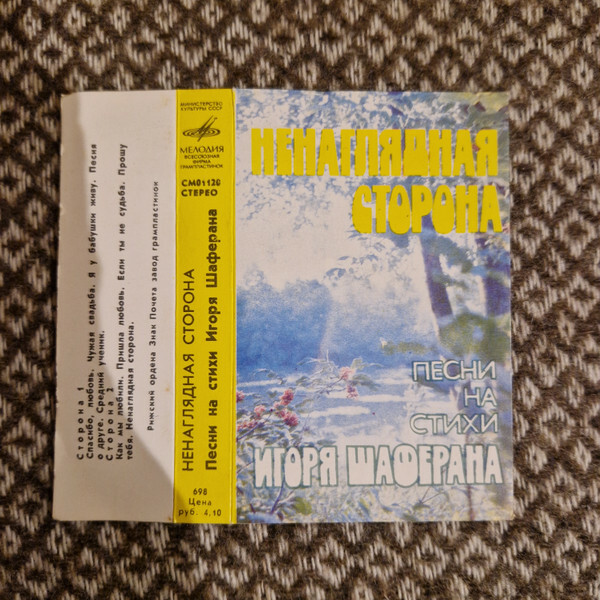 Сторона 1
Спасибо, любовь. Чужая свадьба. Я у бабушки живу. Песня
о друге. Средний ученик.
Сторона 2
Как мы любили. Пришла любовь. Если ты не судьба. Прошу
тебя. Ненаглядная сторона.
Рижский ордена Знак Почета завод грампластинок
МИНИСТЕРСТВО
КУЛЬТУРЫ СССР
МЕЛОДИЯ
ВСЕСОЮЗНАЯ
ФИРМА
ГРАМПЛАСТИНОК
СМ01120
СТЕРЕО
НЕНАГЛЯДНАЯ СТОРОНА
Песни на стихи Игоря Шаферана
698
Цена
руб. 4.10
НЕНАГЛЯДНАЯ
СТОРОНА
ПЕСНИ
НА
СТИХИ
ИГОРЯ ШАФЕРАНА